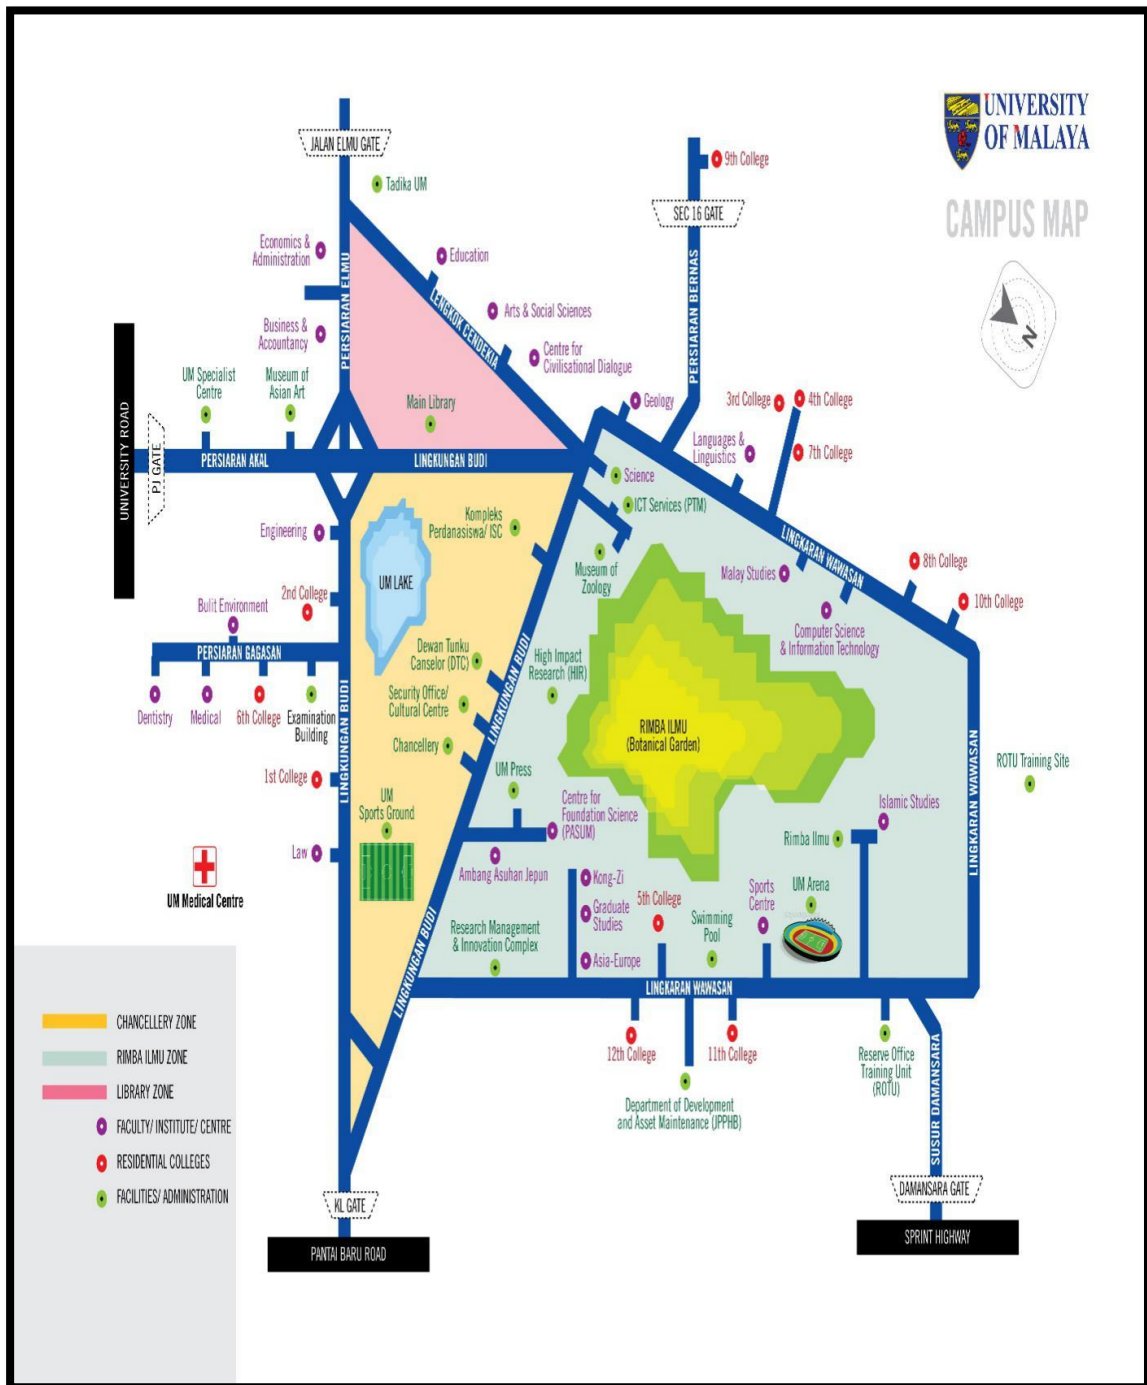 UNIVERSITY
OF MALAYA
CAMPUS MAP
N
JALAN ELMU GATE
Tadika UM
9th College
SEC 16 GATE
Economics &
Administration
Education
PERSIARAN ELMU
LENGKOK CENDEKIA
PERSIARAN BERNAS
Arts & Social Sciences
Business &
Accountancy
Centre for
Civilisational Dialogue
UM Specialist
Centre
Museum of
Asian Art
Main Library
Geology
3rd College
4th College
Languages &
Linguistics
7th College
UNIVERSITY ROAD
PJ GATE
PERSIARAN AKAL
LINGKUNGAN BUDI
Science
ICT Services (PTM)
Kompleks
Perdanasiswa/ ISC
Engineering
UM LAKE
Museum of
Zoology
LINGKARAN WAWASAN
Malay Studies
8th College
10th College
2nd College
Bulit Environment
PERSIARAN GAGASAN
Computer Science
& Information Technology
Dewan Tunku
Canselor (DTC)
LINGKUNGAN BUDI
High Impact
Research (HIR)
Security Office/
Cultural Centre
Dentistry
Medical
6th College
Examination
Building
LINGKUNGAN BUDI
Chancellery
RIMBA ILMU
(Botanical Garden)
1st College
UM Press
ROTU Training Site
LINGKARAN WAWASAN
UM
Sports Ground
Centre for
Foundation Science
(PASUM)
Islamic Studies
Rimba Ilmu
Law
Ambang Asuhan Jepun
Kong-Zi
UM Medical Centre
Graduate
Studies
5th College
Sports
Centre
UM Arena
Swimming
Pool
Research Management
& Innovation Complex
Asia-Europe
LINGKUNGAN BUDI
LINGKARAN WAWASAN
12th College
11th College
Reserve Office
Training Unit
(ROTU)
Department of Development
and Asset Maintenance (JPPHB)
SUSUR DAMANSARA
CHANCELLERY ZONE
RIMBA ILMU ZONE
LIBRARY ZONE
FACULTY/ INSTITUTE/ CENTRE
RESIDENTIAL COLLEGES
FACILITIES/ ADMINISTRATION
KL GATE
PANTAI BARU ROAD
DAMANSARA GATE
SPRINT HIGHWAY